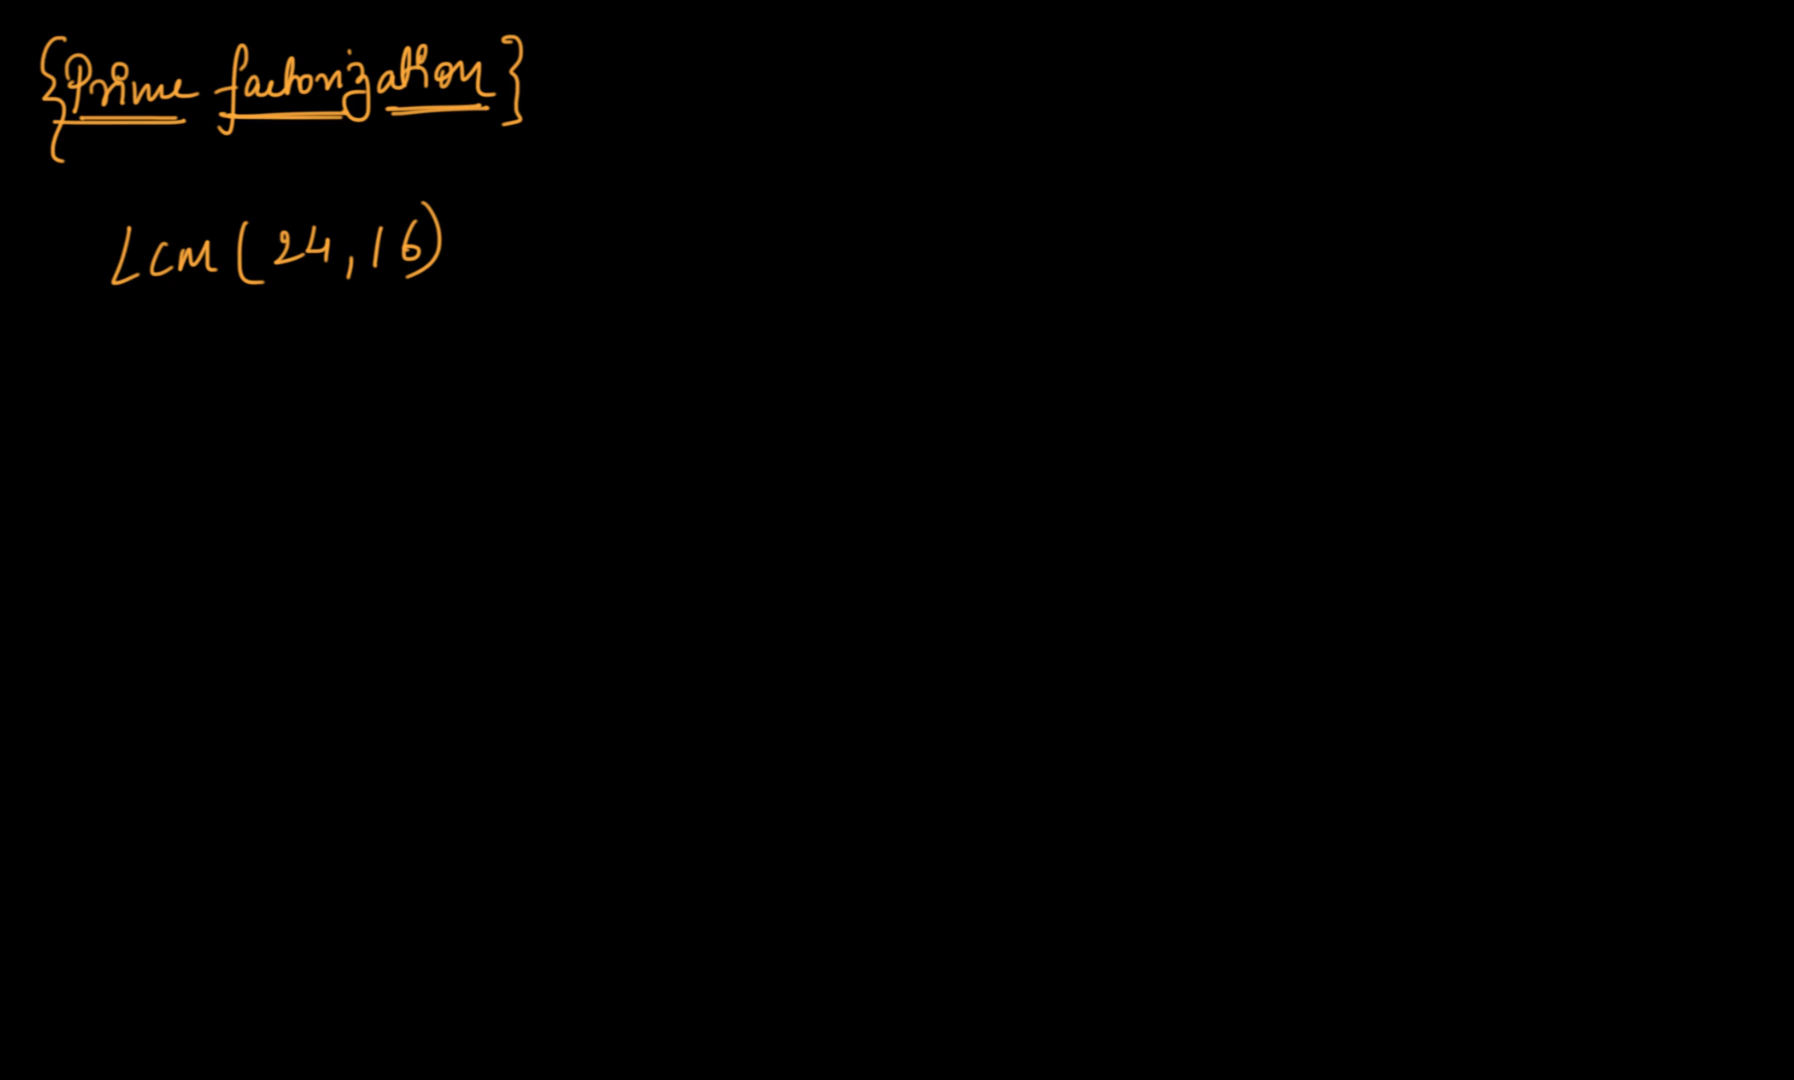 {Prime factorization}
LCM (24, 16)